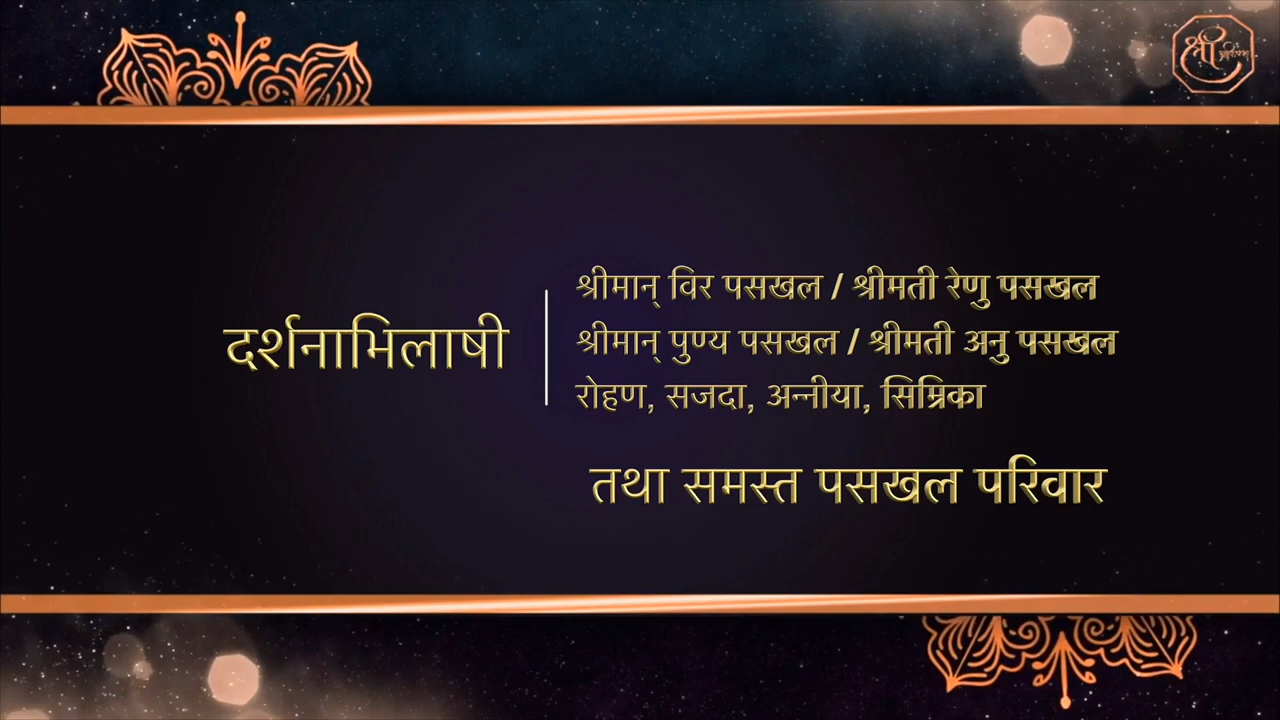 श्री
दर्शनाभिलाषी
श्रीमान् विर पसखल / श्रीमती रेणु पसखल
श्रीमान् पुण्य पसखल / श्रीमती अनु पसखल
रोहण, सजदा, अन्नीया, सिम्रिका
तथा समस्त पसखल परिवार